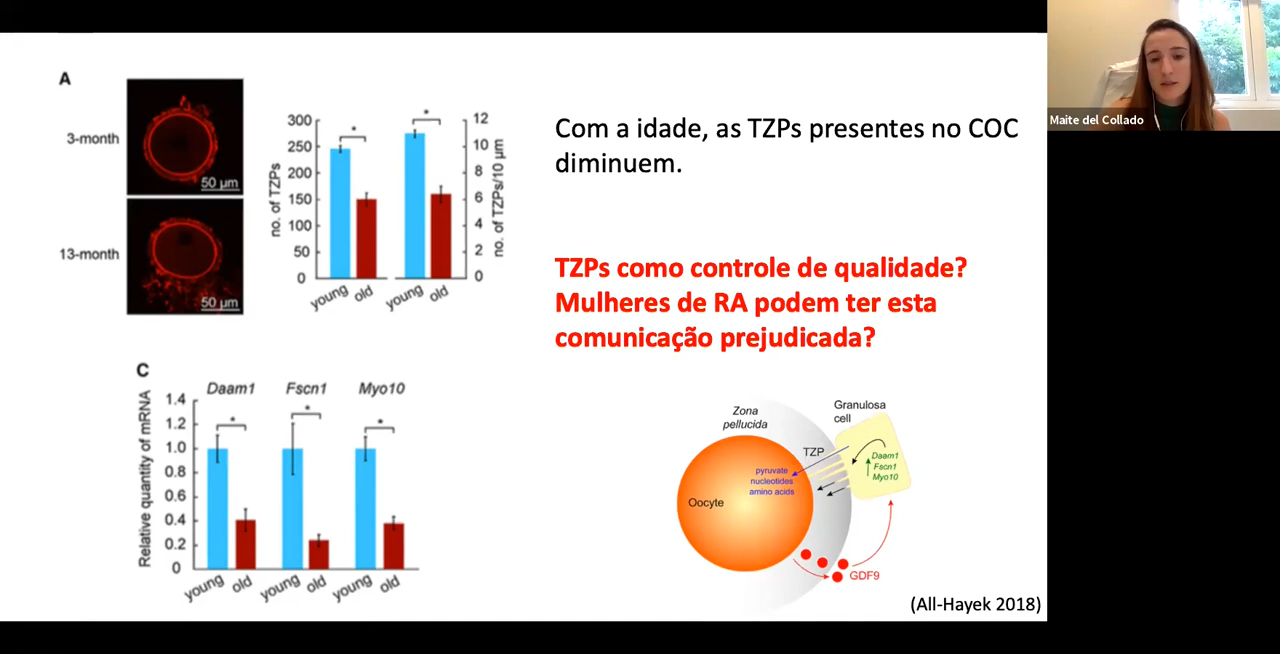 A
3-month
50 µm
13-month
50 µm
no. of TZPs
300
250
200
150
100
50
0
12
10
8
6
4
2
0
no. of TZPs/10 µm
*
*
young
old
young
old
Com a idade, as TZPs presentes no COC
diminuem.
TZPs como controle de qualidade?
Mulheres de RA podem ter esta
comunicação prejudicada?
C
Relative quantity of mRNA
1.4
1.2
1.0
0.8
0.6
0.4
0.2
0
Daam1
Fscn1
Myo10
*
*
*
young
old
young
old
young
old
Zona
pellucida
Granulosa
cell
TZP
Daam1
Fscn1
Myo10
pyruvate
nucleotides
amino acids
Oocyte
GDF9
(All-Hayek 2018)
Maite del Collado